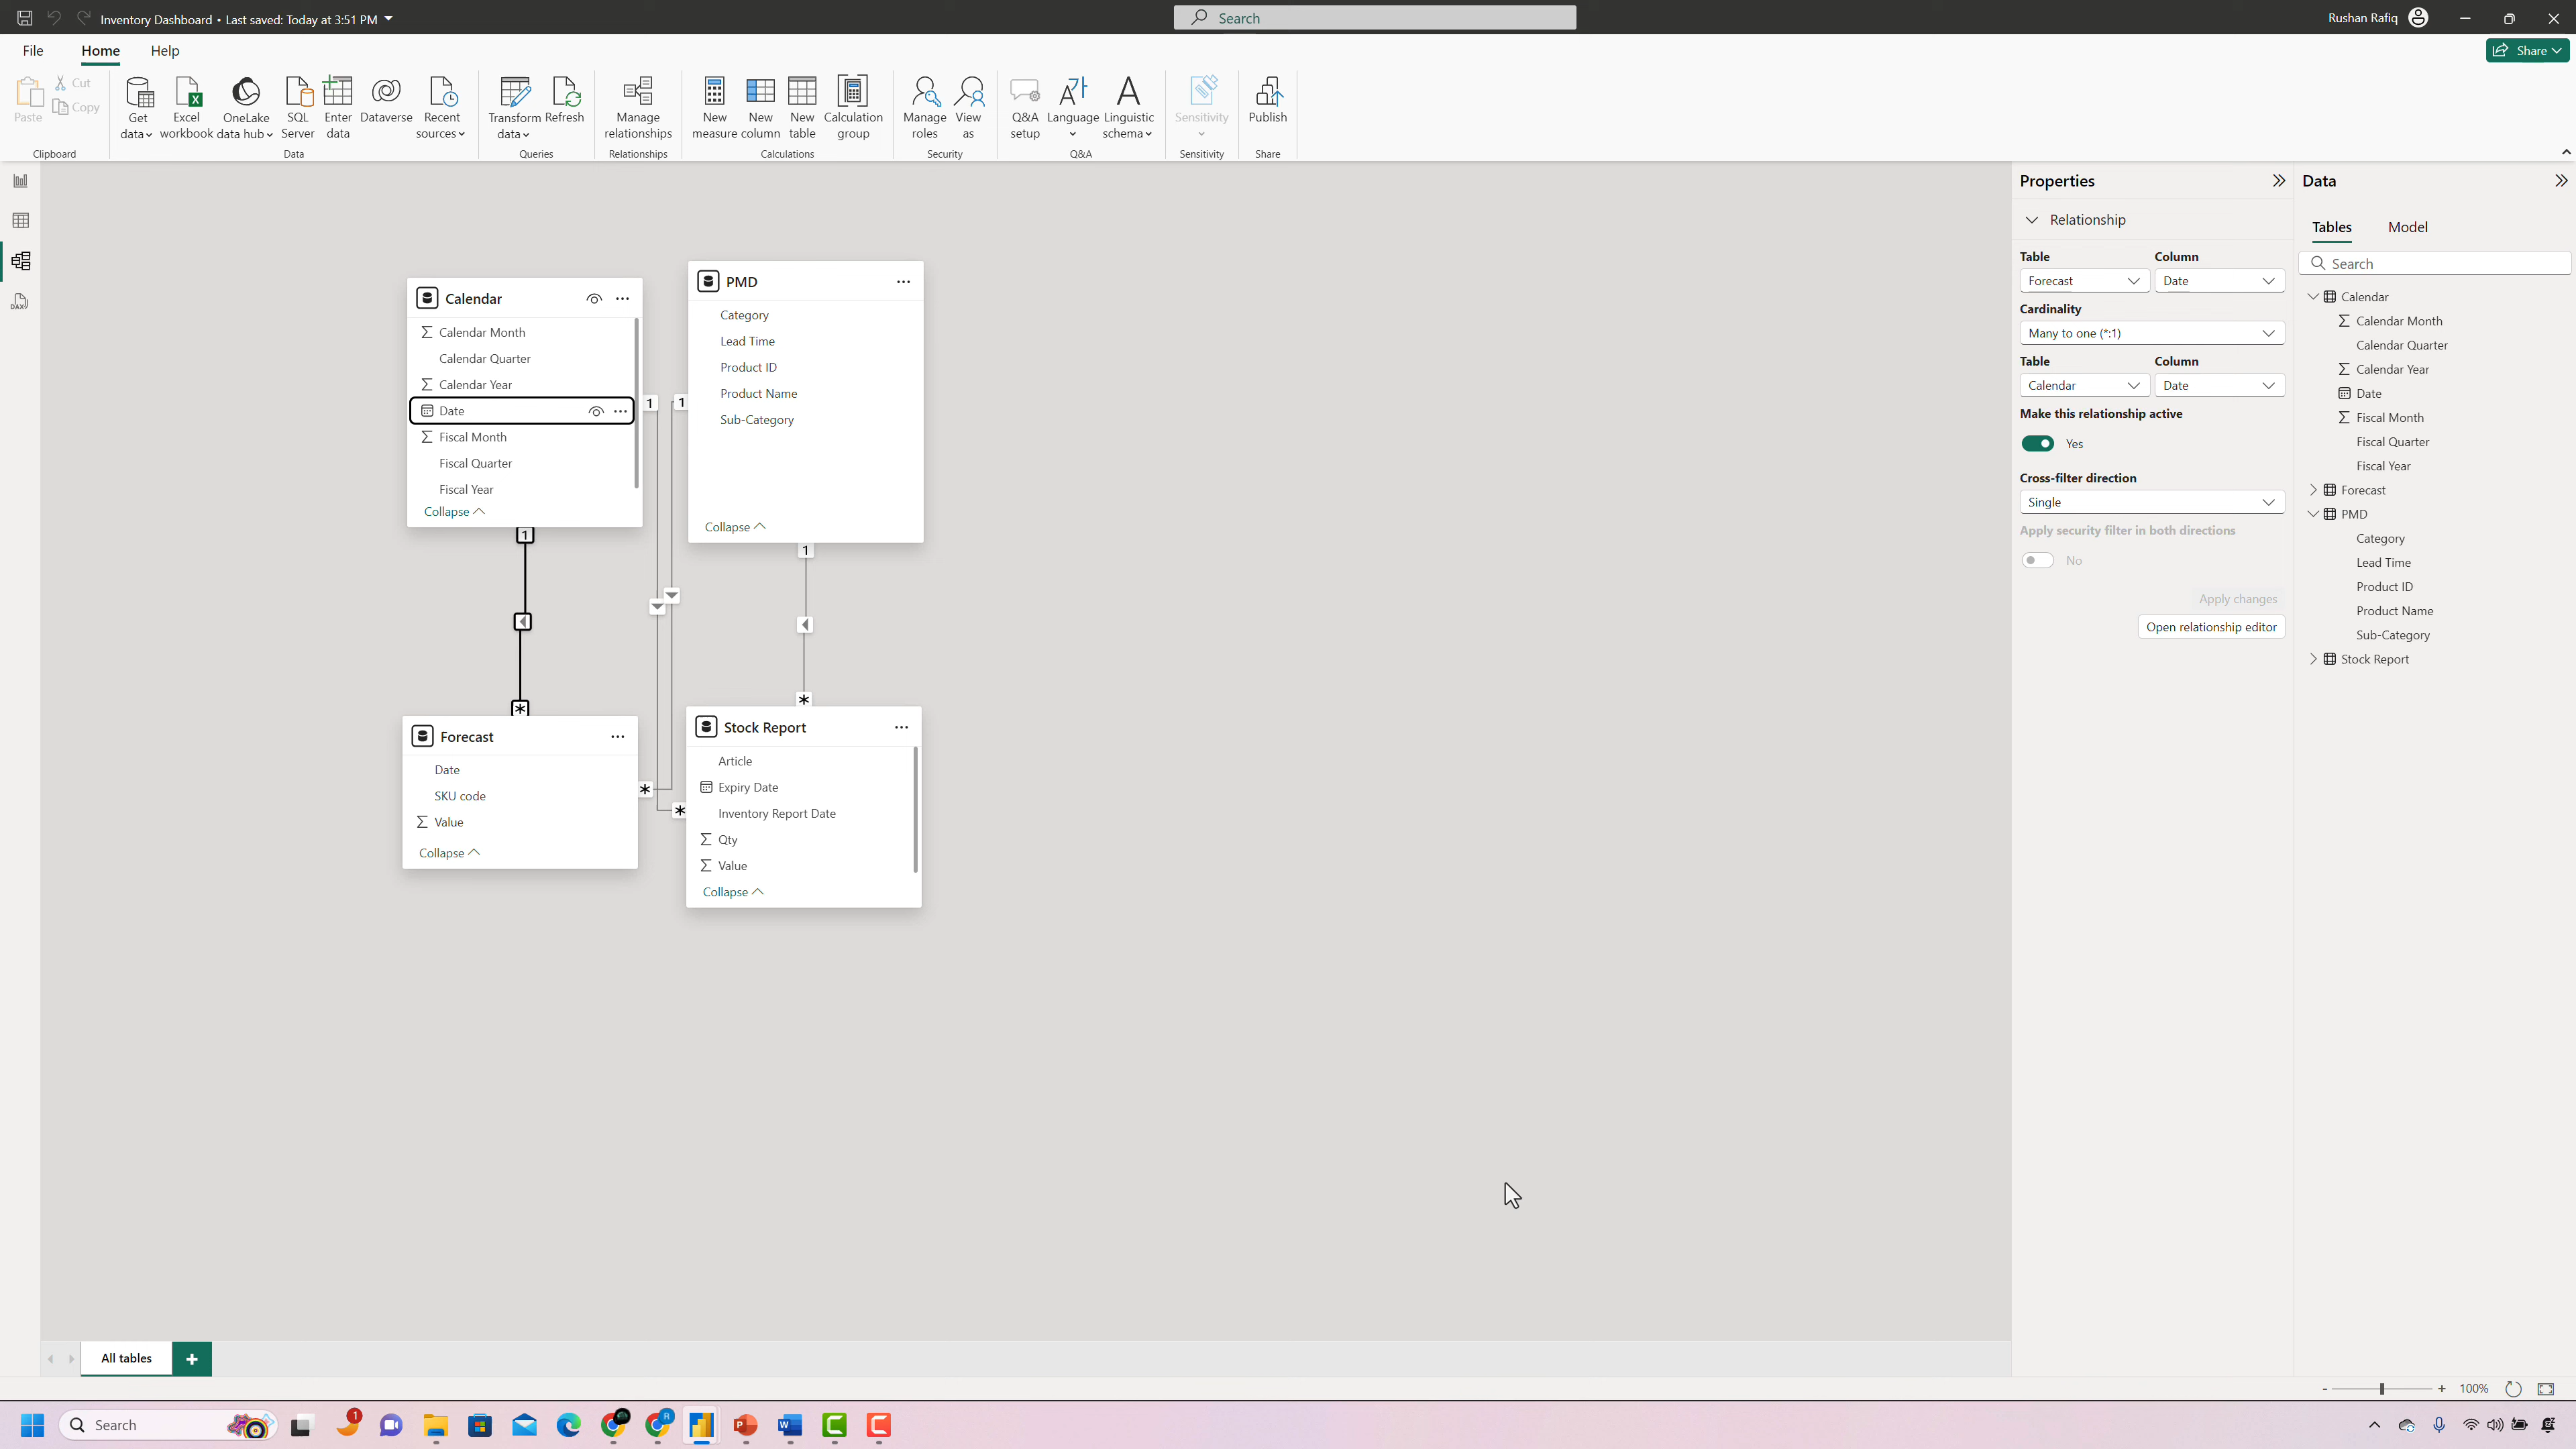 Inventory Dashboard • Last saved: Today at 3:51 PM
Search
Rushan Rafiq
File
Home
Help
Share
Paste
Cut
Copy
Clipboard
Get data
Excel workbook
OneLake data hub
SQL Server
Enter data
Dataverse
Recent sources
Data
Transform data
Refresh
Queries
Manage relationships
Relationships
New measure
New column
New table
Calculation group
Calculations
Manage roles
View as
Security
Q&A setup
Language
Linguistic schema
Q&A
Sensitivity
Sensitivity
Publish
Share
DAX
Calendar
Calendar Month
Calendar Quarter
Calendar Year
Date
Fiscal Month
Fiscal Quarter
Fiscal Year
Collapse
PMD
Category
Lead Time
Product ID
Product Name
Sub-Category
Collapse
1
1
1
1
*
*
*
*
Forecast
Date
SKU code
Value
Collapse
Stock Report
Article
Expiry Date
Inventory Report Date
Qty
Value
Collapse
Properties
Relationship
Table Column
Forecast Date
Cardinality
Many to one (*:1)
Table Column
Calendar Date
Make this relationship active
Yes
Cross-filter direction
Single
Apply security filter in both directions
No
Apply changes
Open relationship editor
Data
Tables Model
Search
Calendar
Calendar Month
Calendar Quarter
Calendar Year
Date
Fiscal Month
Fiscal Quarter
Fiscal Year
Forecast
PMD
Category
Lead Time
Product ID
Product Name
Sub-Category
Stock Report
All tables
+
- + 100%
Search
1
R
P
W
C
C